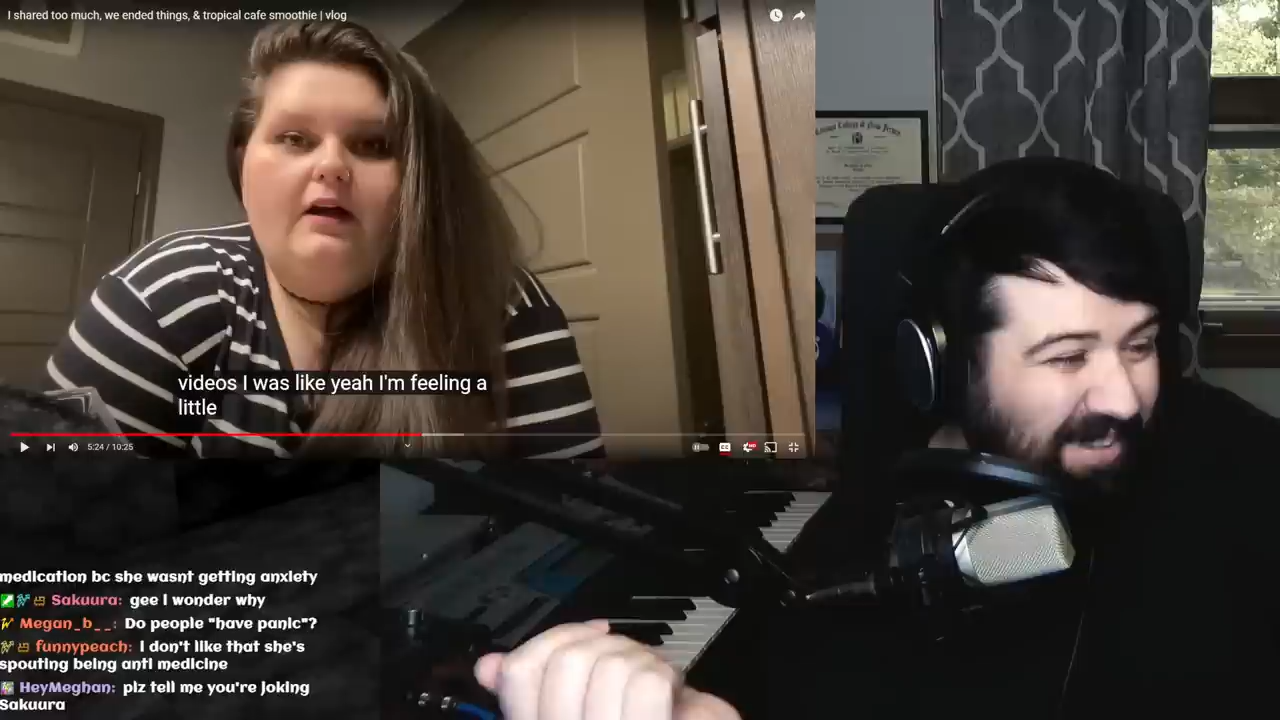 I shared too much, we ended things, & tropical cafe smoothie | vlog
videos I was like yeah I'm feeling a
little
5:24 / 10:25
CC
medication bc she wasnt getting anxiety
Sakuura: gee I wonder why
Megan_b__: Do people "have panic"?
funnypeach: I don't like that she's
spouting being anti medicine
HeyMeghan: plz tell me you're joking
Sakuura